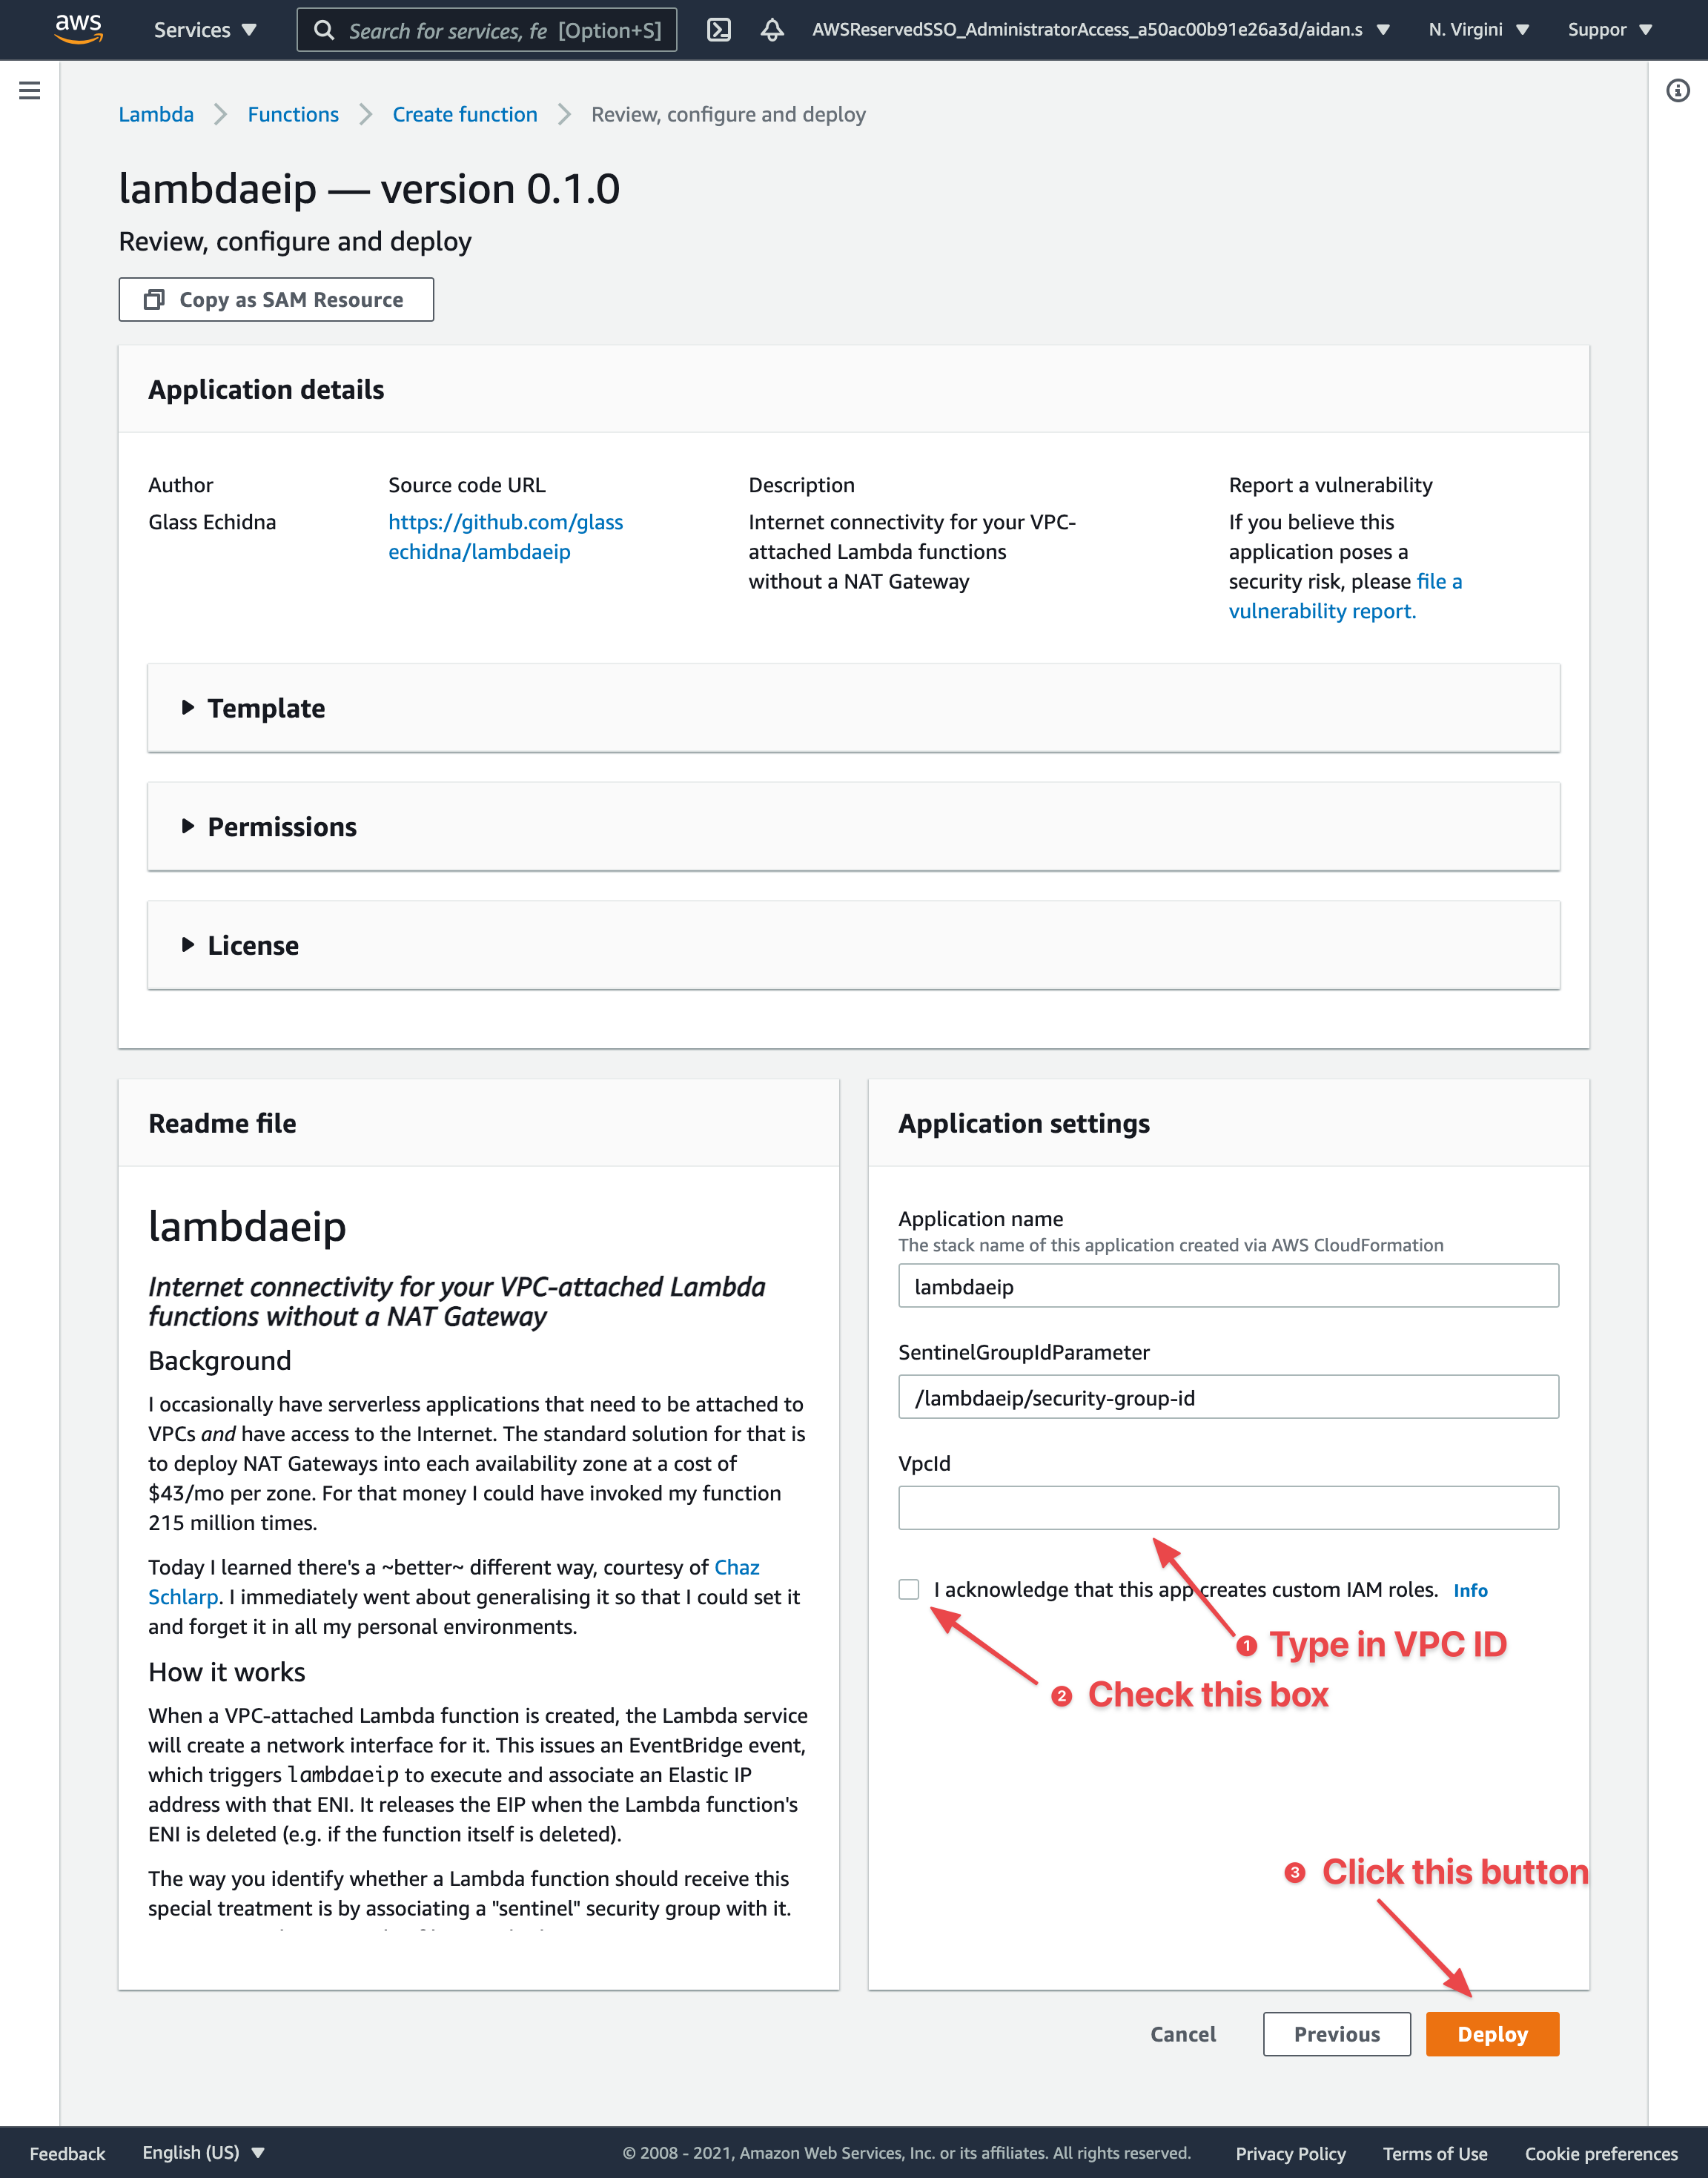 aws
Services
Search for services, fe [Option+S]
AWSReservedSSO_AdministratorAccess_a50ac00b91e26a3d/aidan.s
N. Virgini
Suppor
Lambda
Functions
Create function
Review, configure and deploy
lambdaeip — version 0.1.0
Review, configure and deploy
Copy as SAM Resource
Application details
Author
Glass Echidna
Source code URL
https://github.com/glass
echidna/lambdaeip
Description
Internet connectivity for your VPC-
attached Lambda functions
without a NAT Gateway
Report a vulnerability
If you believe this
application poses a
security risk, please file a
vulnerability report.
Template
Permissions
License
Readme file
lambdaeip
Internet connectivity for your VPC-attached Lambda
functions without a NAT Gateway
Background
I occasionally have serverless applications that need to be attached to
VPCs and have access to the Internet. The standard solution for that is
to deploy NAT Gateways into each availability zone at a cost of
$43/mo per zone. For that money I could have invoked my function
215 million times.
Today I learned there's a ~better~ different way, courtesy of Chaz
Schlarp. I immediately went about generalising it so that I could set it
and forget it in all my personal environments.
How it works
When a VPC-attached Lambda function is created, the Lambda service
will create a network interface for it. This issues an EventBridge event,
which triggers lambdaeip to execute and associate an Elastic IP
address with that ENI. It releases the EIP when the Lambda function's
ENI is deleted (e.g. if the function itself is deleted).
The way you identify whether a Lambda function should receive this
special treatment is by associating a "sentinel" security group with it.
Application settings
Application name
The stack name of this application created via AWS CloudFormation
lambdaeip
SentinelGroupIdParameter
/lambdaeip/security-group-id
VpcId
I acknowledge that this app creates custom IAM roles. Info
1 Type in VPC ID
2 Check this box
3 Click this button
Cancel
Previous
Deploy
Feedback
English (US)
© 2008 - 2021, Amazon Web Services, Inc. or its affiliates. All rights reserved.
Privacy Policy
Terms of Use
Cookie preferences